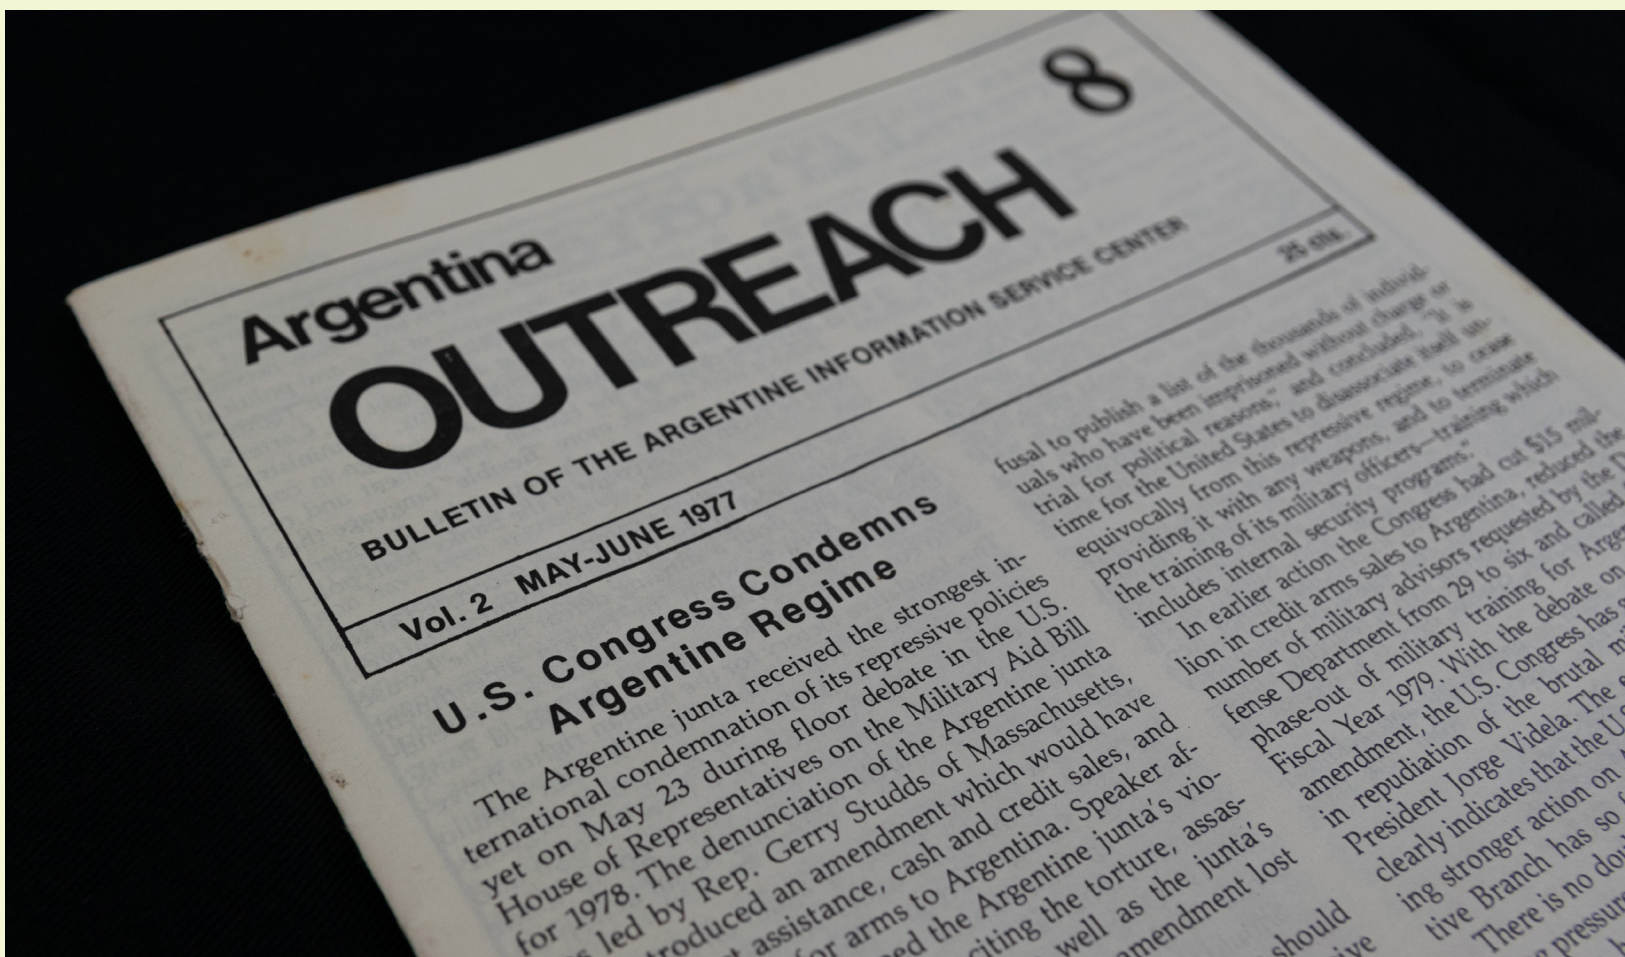 8
Argentina
OUTREACH
BULLETIN OF THE ARGENTINE INFORMATION SERVICE CENTER
25 cts.
Vol. 2 MAY-JUNE 1977
U.S. Congress Condemns
Argentine Regime
The Argentine junta received the strongest in-
ternational condemnation of its repressive policies
yet on May 23 during floor debate in the U.S.
House of Representatives on the Military Aid Bill
for 1978. The denunciation of the Argentine junta
led by Rep. Gerry Studds of Massachusetts,
troduced an amendment which would have
assistance, cash and credit sales, and
for arms to Argentina. Speaker af-
the Argentine junta's vio-
citing the torture, assas-
well as the junta's
amendment lost
should
fusal to publish a list of the thousands of individ-
uals who have been imprisoned without charge or
trial for political reasons," and concluded, "It is
time for the United States to disassociate itself un-
equivocally from this repressive regime, to cease
providing it with any weapons, and to terminate
the training of its military officers—training which
includes internal security programs."
In earlier action the Congress had cut $15 mil-
lion in credit arms sales to Argentina, reduced the
number of military advisors requested by the D
fense Department from 29 to six and called
phase-out of military training for Argen
Fiscal Year 1979. With the debate on
amendment, the U.S. Congress has
in repudiation of the brutal
President Jorge Videla. The
clearly indicates that the U.S
ing stronger action on
tive Branch has so
There is no dou
pressur